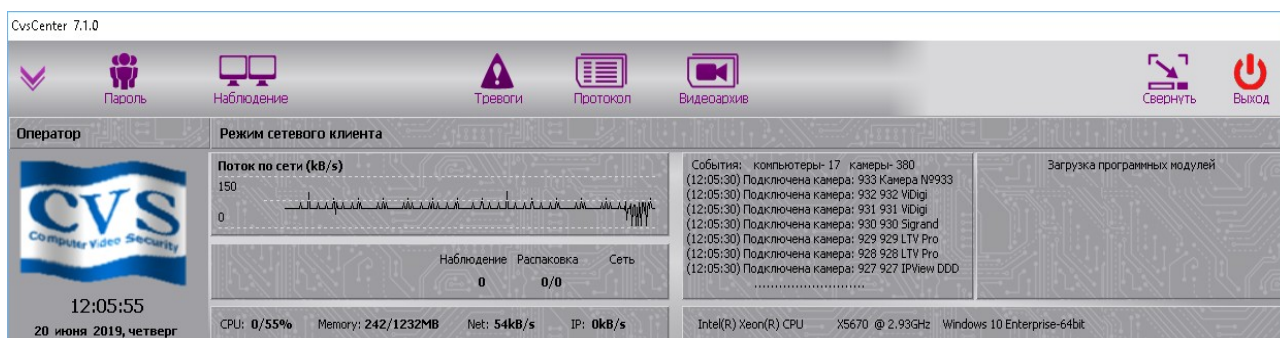 CvsCenter 7.1.0
Пароль Наблюдение Тревоги Протокол Видеоархив Свернуть Выход
Оператор Режим сетевого клиента
Поток по сети (kB/s)
150
0
CVS
Computer Video Security
Наблюдение Распаковка Сеть
0 0/0
События: компьютеры- 17 камеры- 380
(12:05:30) Подключена камера: 933 Камера №933
(12:05:30) Подключена камера: 932 932 ViDigi
(12:05:30) Подключена камера: 931 931 ViDigi
(12:05:30) Подключена камера: 930 930 Sigrand
(12:05:30) Подключена камера: 929 929 LTV Pro
(12:05:30) Подключена камера: 928 928 LTV Pro
(12:05:30) Подключена камера: 927 927 IPView DDD
...........................
Загрузка программных модулей
12:05:55
20 июня 2019, четверг
CPU: 0/55% Memory: 242/1232MB Net: 54kB/s IP: 0kB/s
Intel(R) Xeon(R) CPU X5670 @ 2.93GHz Windows 10 Enterprise-64bit